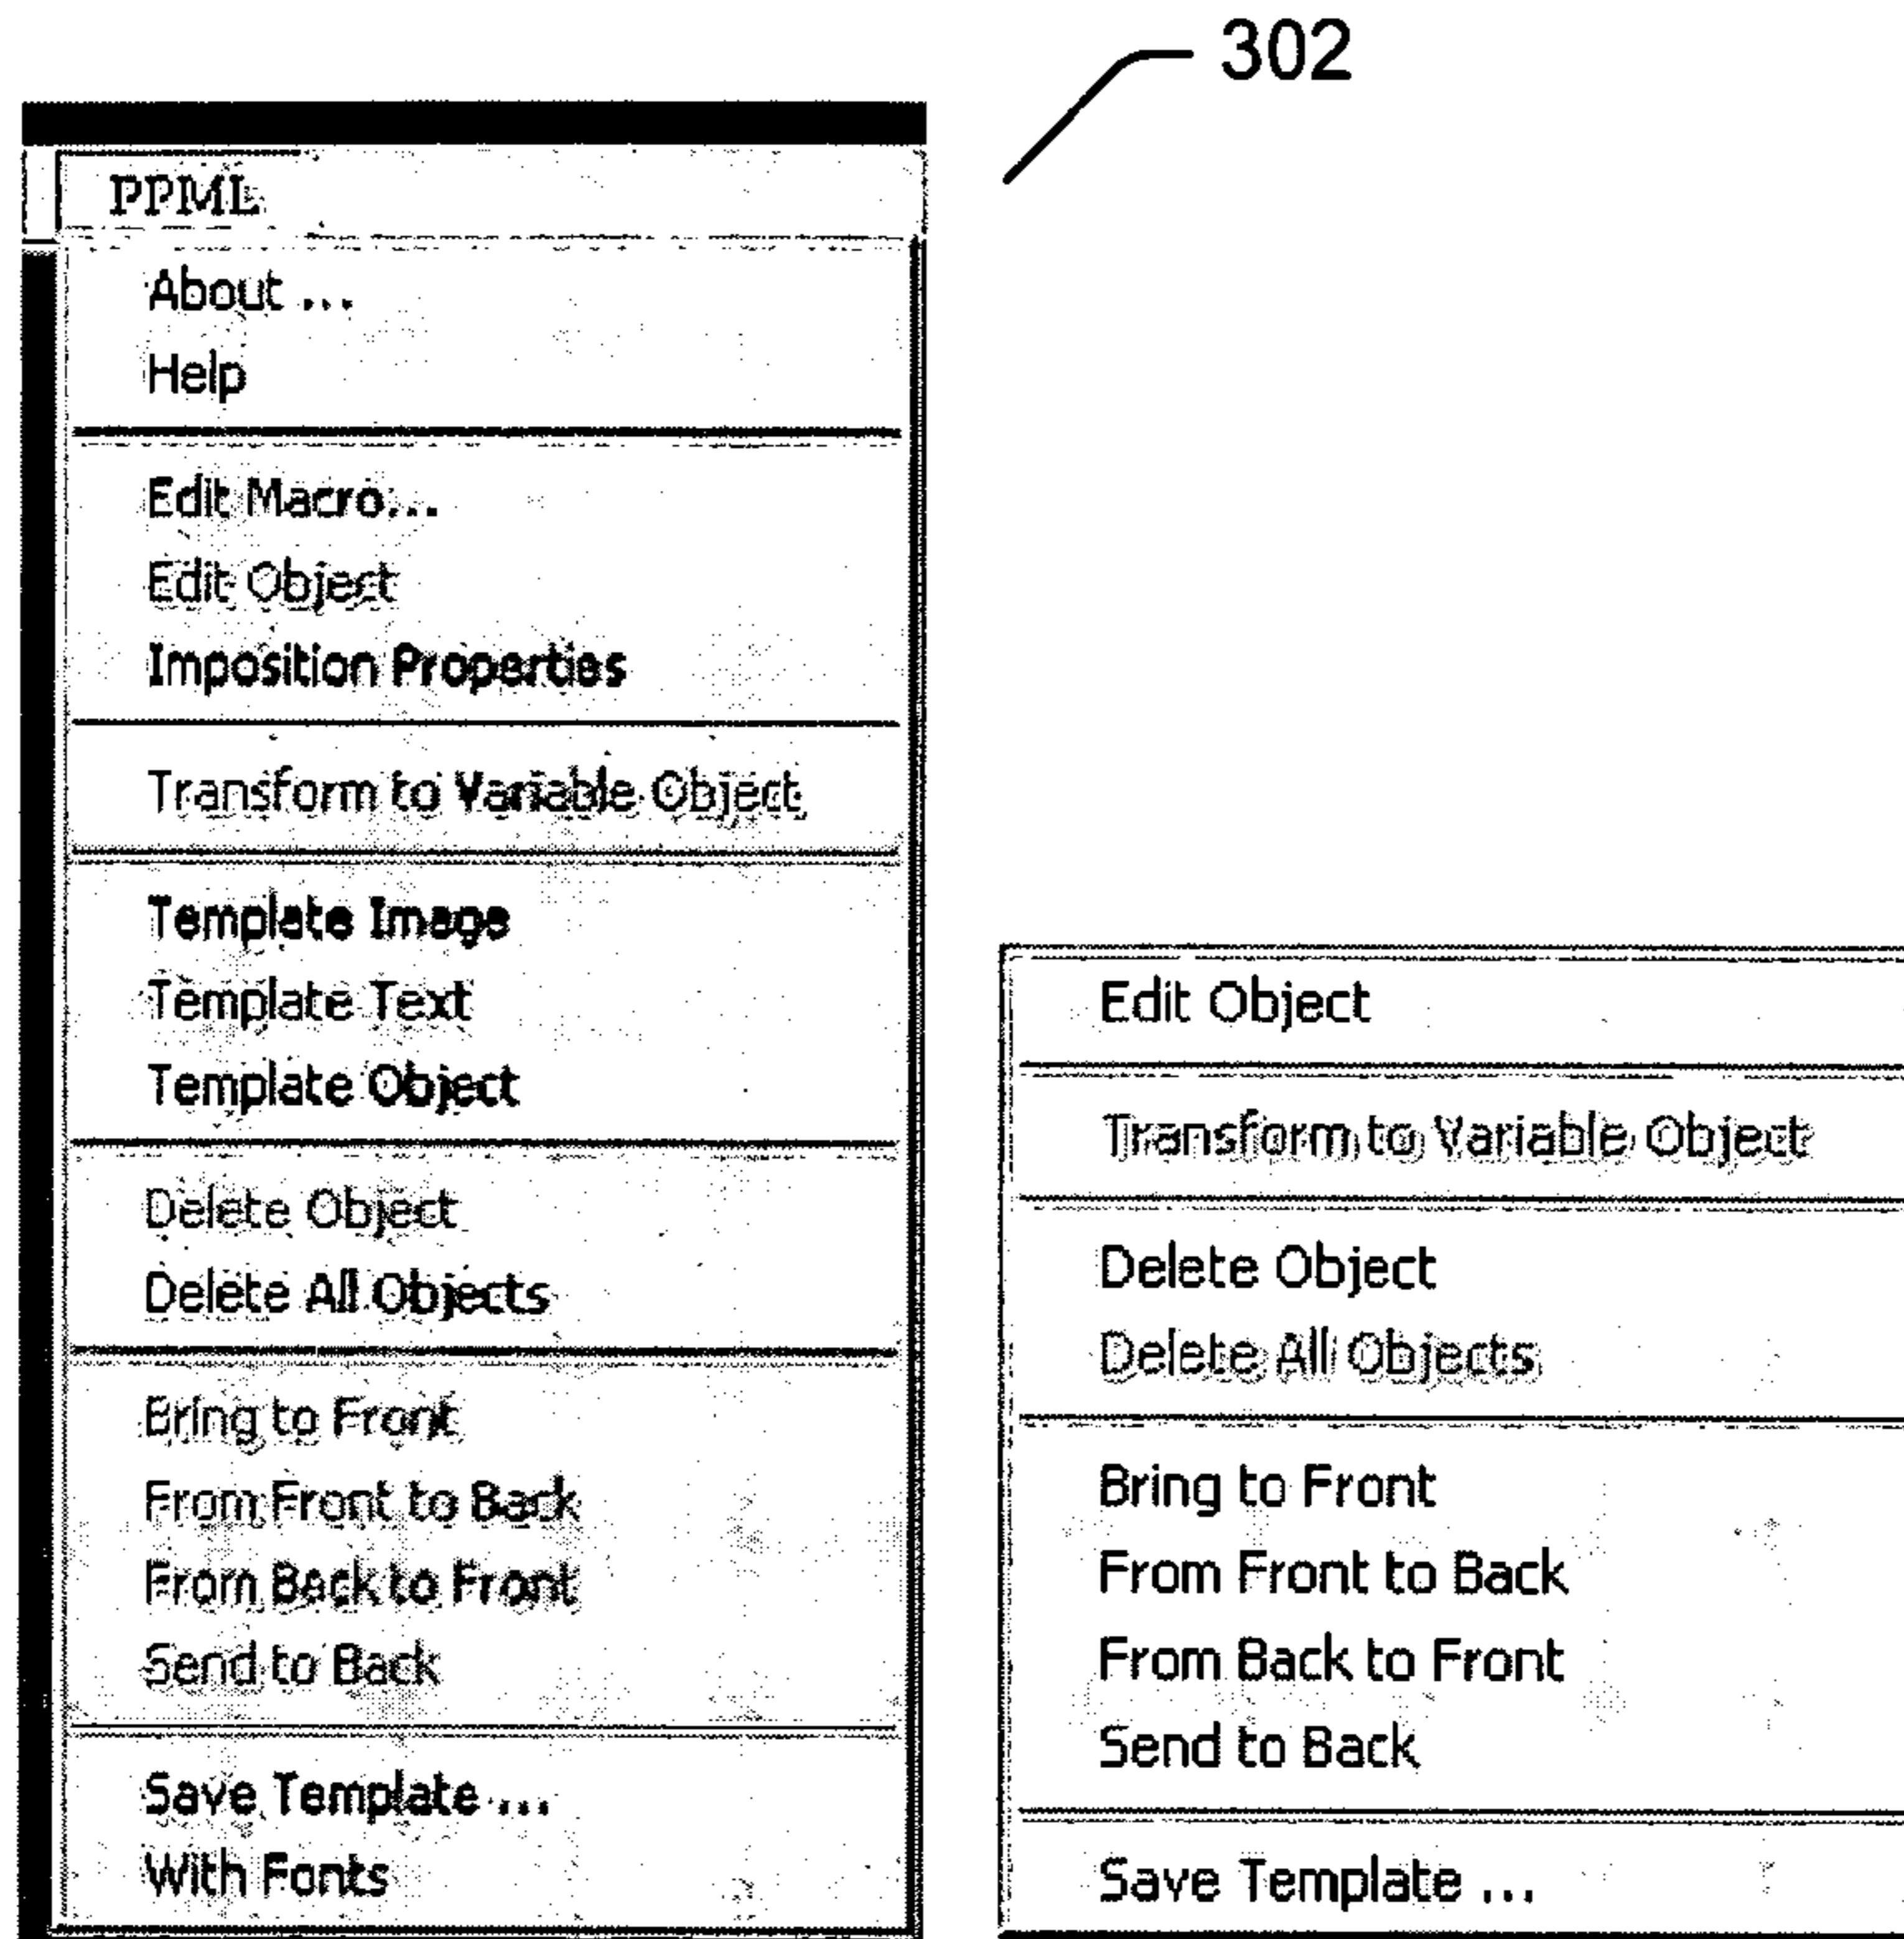 302
PPML
About ...
Help
Edit Macro...
Edit Object
Imposition Properties
Transform to Variable Object
Template Image
Template Text
Template Object
Delete Object
Delete All Objects
Bring to Front
From Front to Back
From Back to Front
Send to Back
Save Template ...
With Fonts
Edit Object
Transform to Variable Object
Delete Object
Delete All Objects
Bring to Front
From Front to Back
From Back to Front
Send to Back
Save Template ...